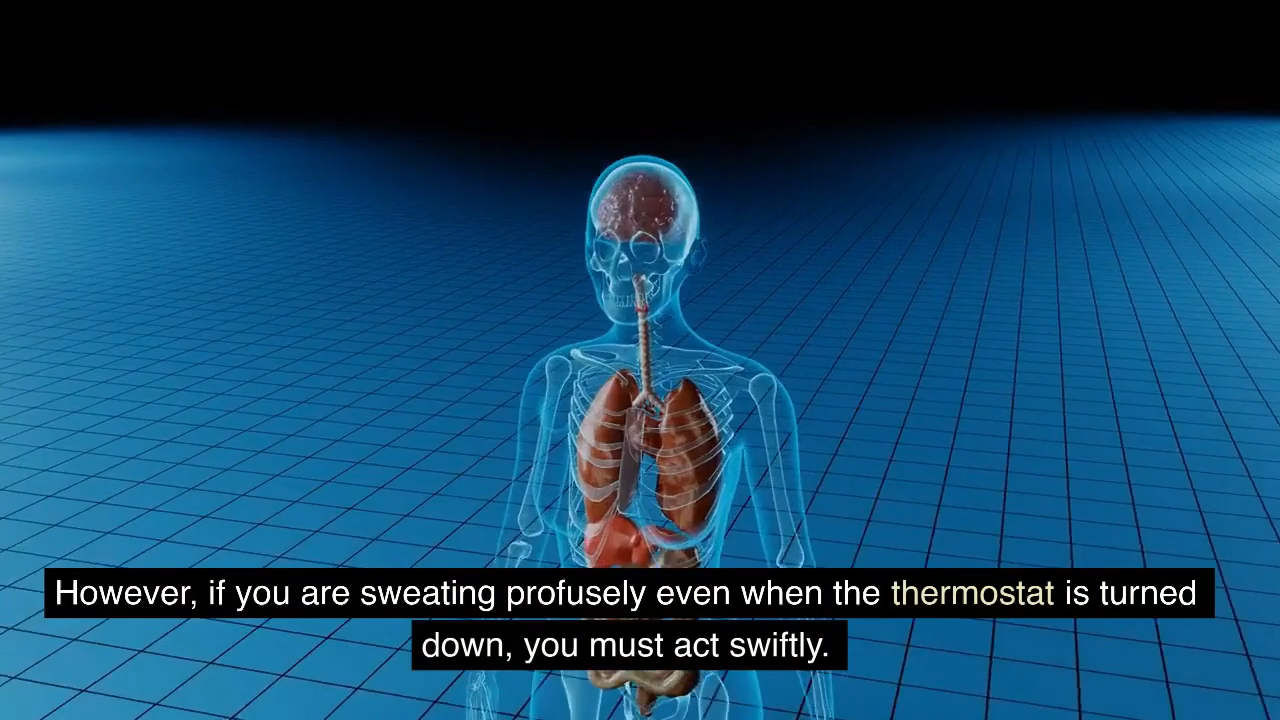 However, if you are sweating profusely even when the thermostat is turned
down, you must act swiftly.